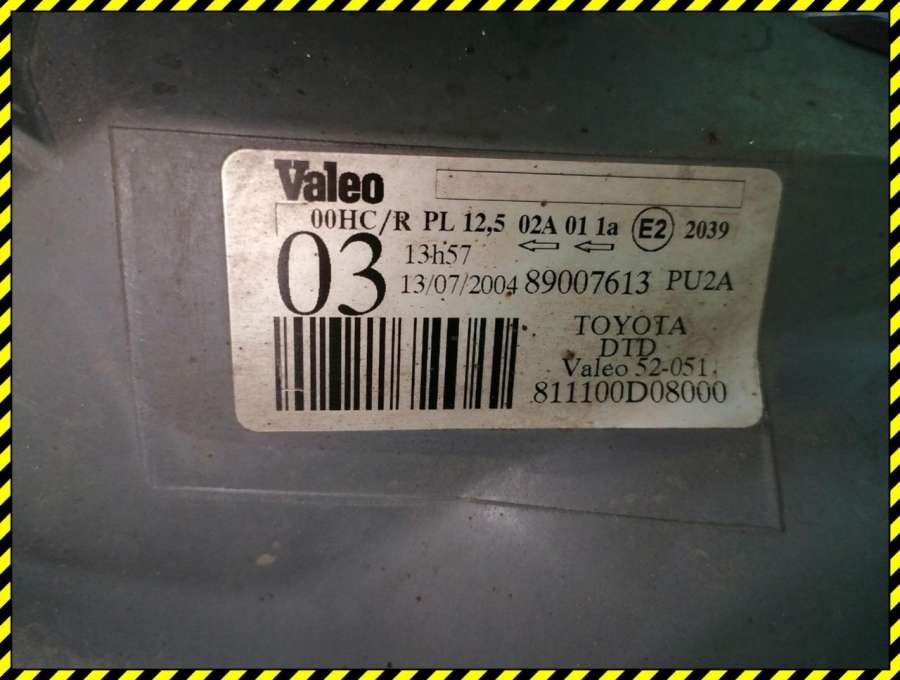 Valeo
00HC/R PL 12,5 02A 01 1a E2 2039
03 13h57
13/07/2004 89007613 PU2A
TOYOTA
DTD
Valeo 52-051
811100D08000